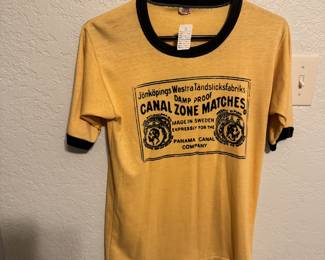 Jönköpings Westra Tändsticksfabriks
DAMP PROOF
CANAL ZONE MATCHES
MADE IN SWEDEN
EXPRESSLY FOR THE
PANAMA CANAL
COMPANY